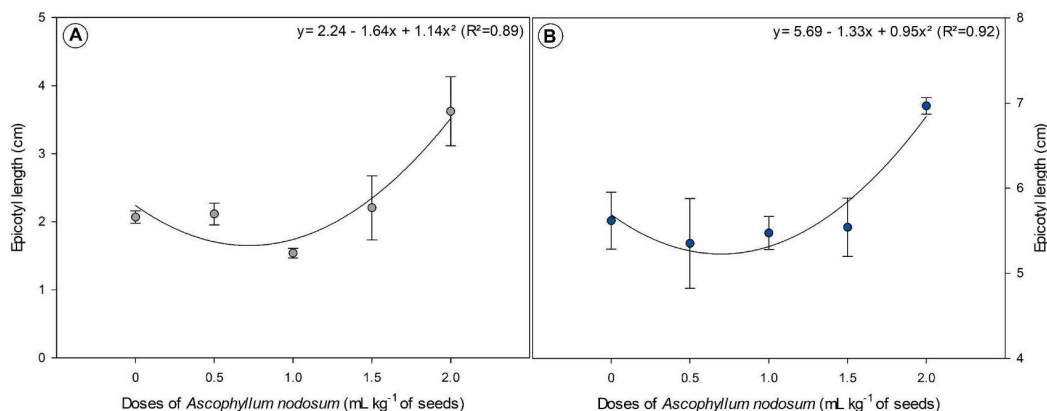 A
y= 2.24 - 1.64x + 1.14x² (R²=0.89)
Epicotyl length (cm)
5
4
3
2
1
0
0 0.5 1.0 1.5 2.0
Doses of Ascophyllum nodosum (mL kg⁻¹ of seeds)
B
y= 5.69 - 1.33x + 0.95x² (R²=0.92)
8
7
6
5
4
Epicotyl length (cm)
0 0.5 1.0 1.5 2.0
Doses of Ascophyllum nodosum (mL kg⁻¹ of seeds)